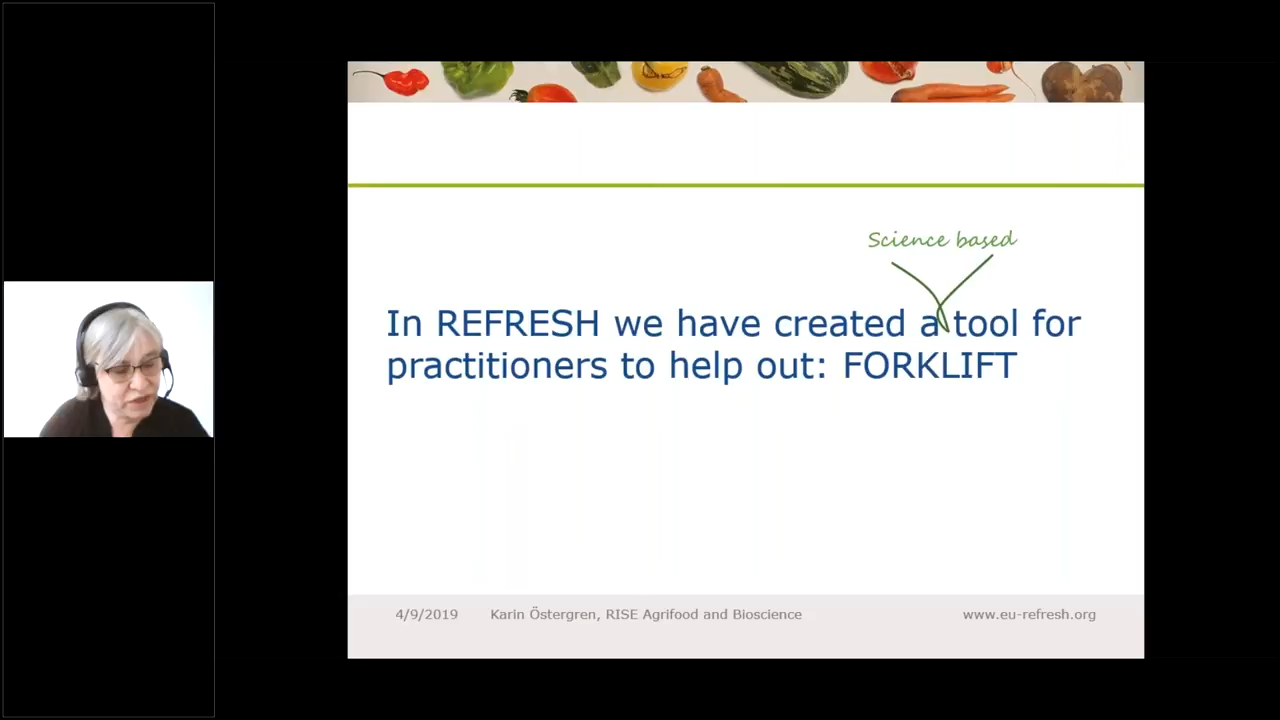 Science based
In REFRESH we have created a tool for
practitioners to help out: FORKLIFT
4/9/2019 Karin Östergren, RISE Agrifood and Bioscience www.eu-refresh.org